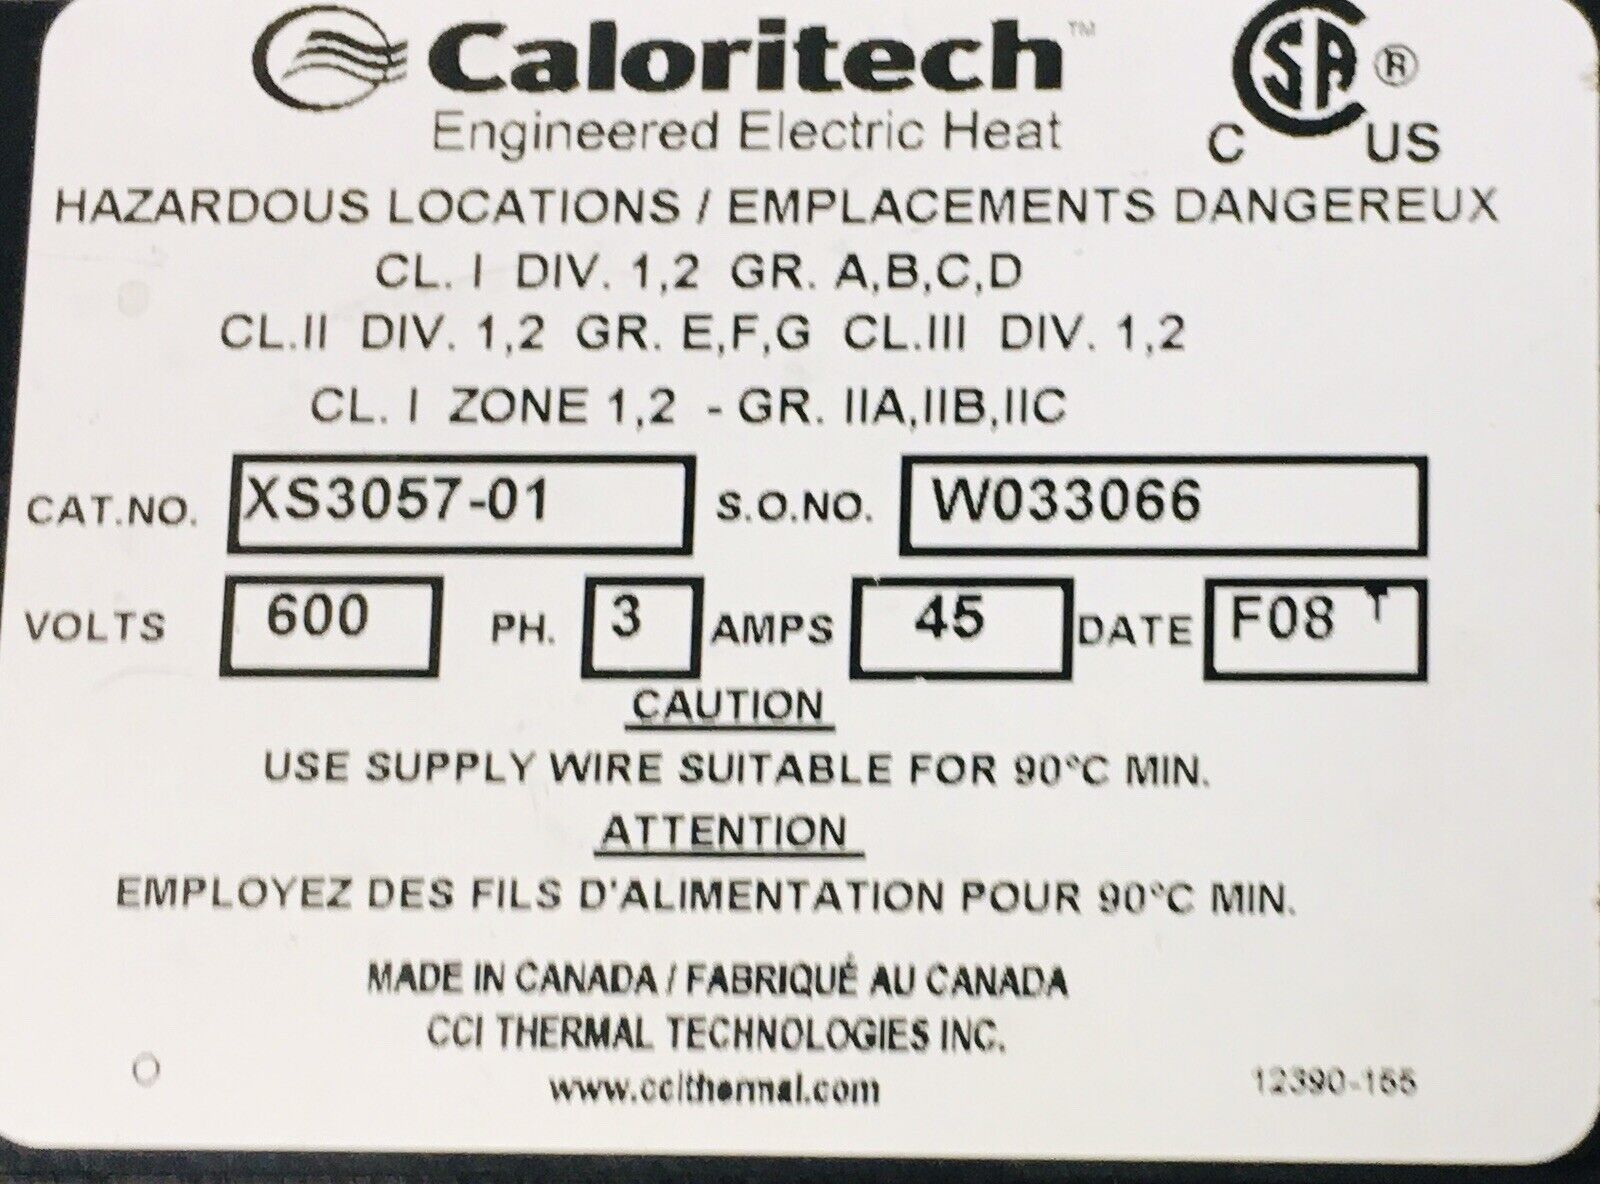 Caloritech™
Engineered Electric Heat
CSA®
C US
HAZARDOUS LOCATIONS / EMPLACEMENTS DANGEREUX
CL. I DIV. 1,2 GR. A,B,C,D
CL.II DIV. 1,2 GR. E,F,G CL.III DIV. 1,2
CL. I ZONE 1,2 - GR. IIA,IIB,IIC
CAT.NO. XS3057-01 S.O.NO. W033066
VOLTS 600 PH. 3 AMPS 45 DATE F08 T
CAUTION
USE SUPPLY WIRE SUITABLE FOR 90°C MIN.
ATTENTION
EMPLOYEZ DES FILS D'ALIMENTATION POUR 90°C MIN.
MADE IN CANADA / FABRIQUÉ AU CANADA
CCI THERMAL TECHNOLOGIES INC.
www.ccithermal.com
12390-155